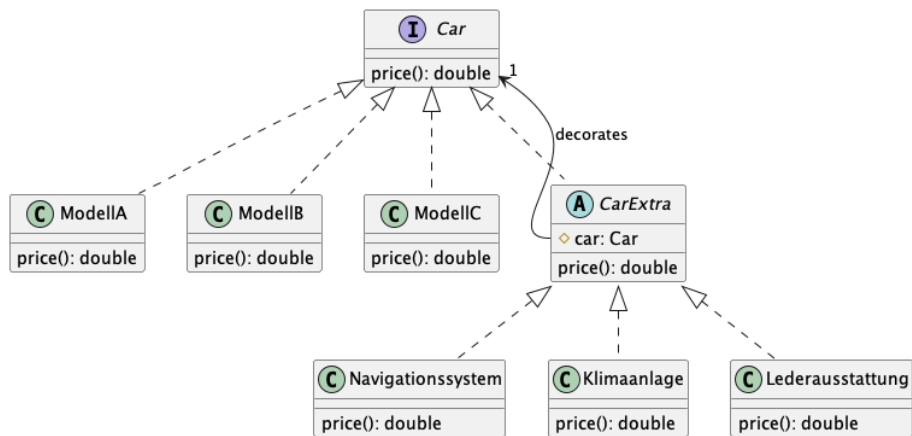 I Car
price(): double
1
decorates
C ModellA
price(): double
C ModellB
price(): double
C ModellC
price(): double
A CarExtra
car: Car
price(): double
C Navigationssystem
price(): double
C Klimaanlage
price(): double
C Lederausstattung
price(): double